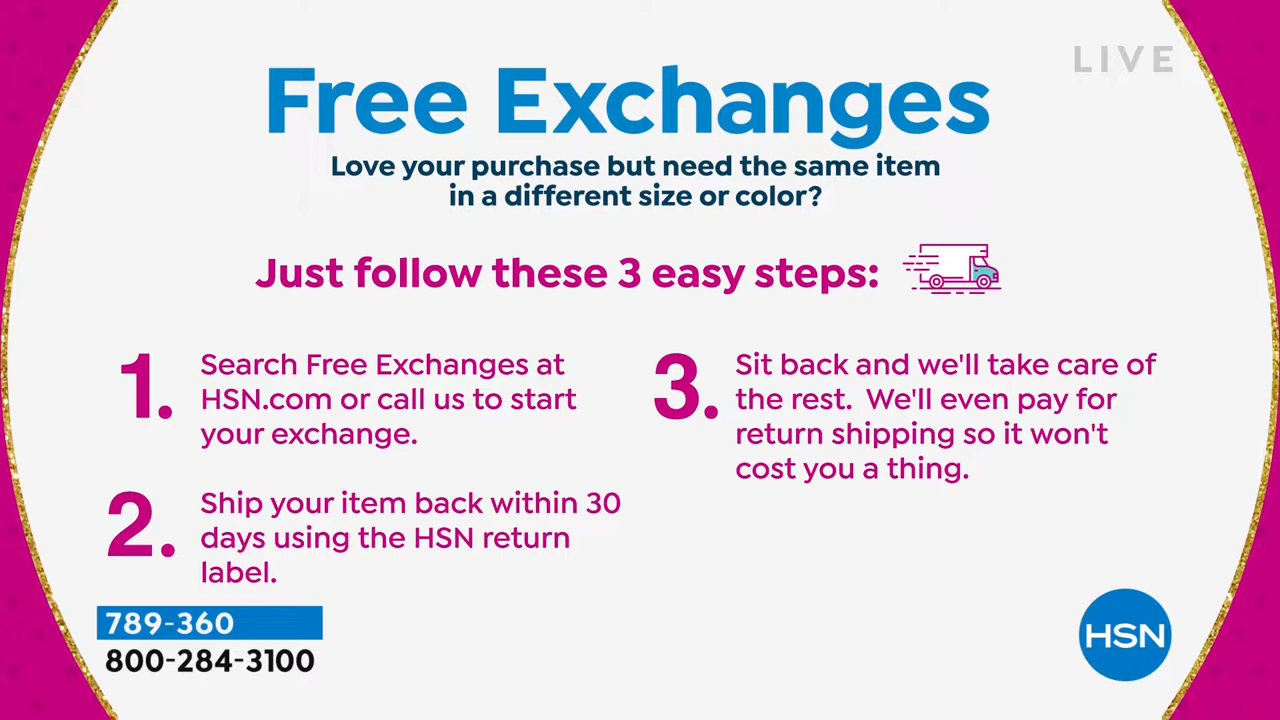 LIVE
Free Exchanges
Love your purchase but need the same item
in a different size or color?
Just follow these 3 easy steps:
1. Search Free Exchanges at
HSN.com or call us to start
your exchange.
2. Ship your item back within 30
days using the HSN return
label.
3. Sit back and we'll take care of
the rest. We'll even pay for
return shipping so it won't
cost you a thing.
789-360
800-284-3100
HSN